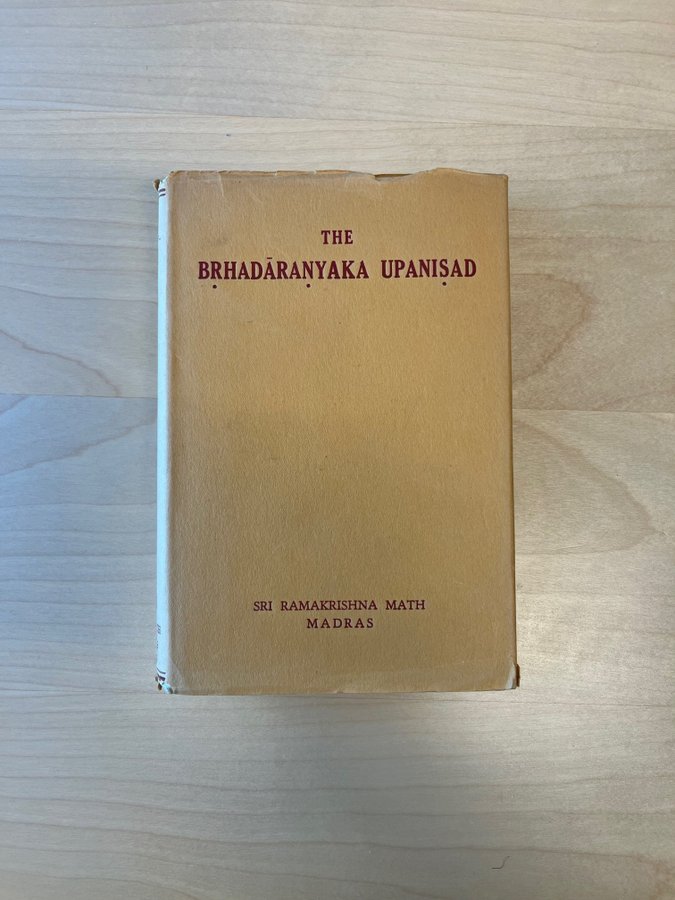 THE
BṚHADĀRAṆYAKA UPANIṢAD
SRI RAMAKRISHNA MATH
MADRAS